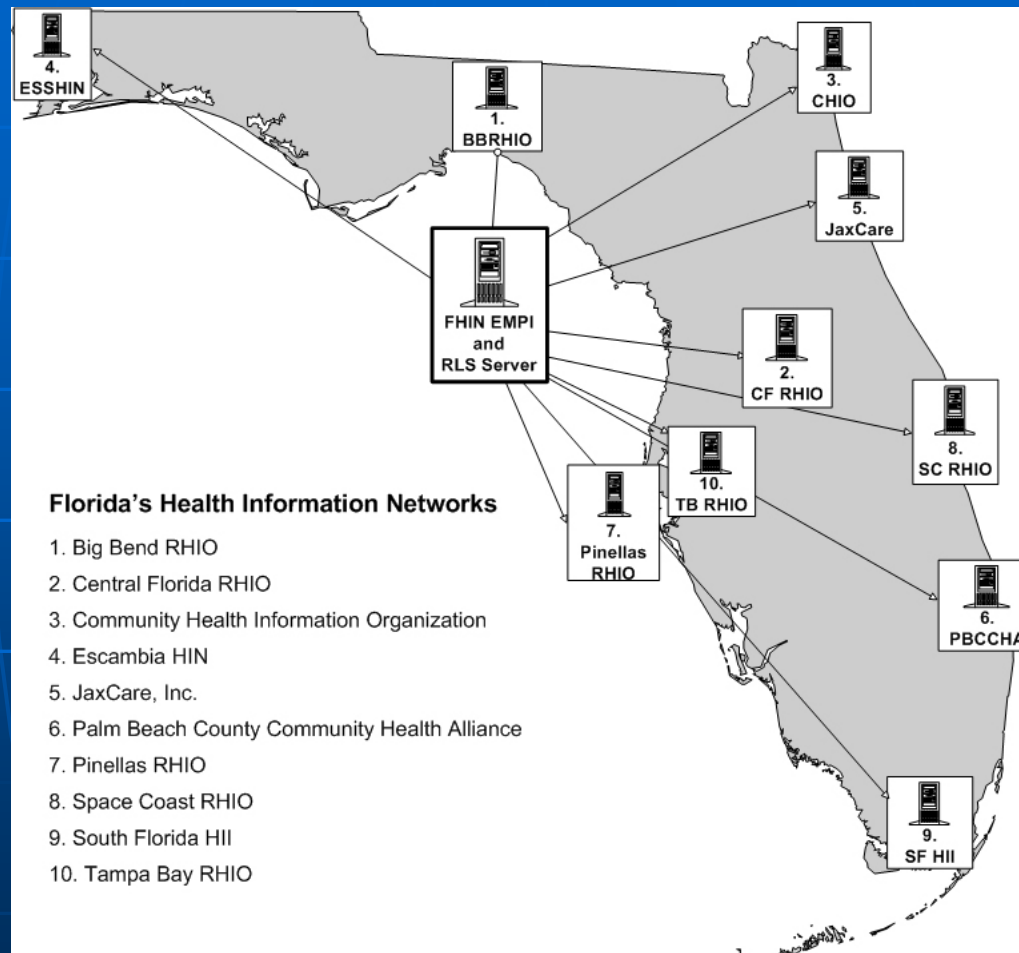 4.
ESSHIN
1.
BBRHIO
3.
CHIO
5.
JaxCare
FHIN EMPI
and
RLS Server
2.
CF RHIO
8.
SC RHIO
10.
TB RHIO
7.
Pinellas
RHIO
6.
PBCCHA
9.
SF HII
Florida's Health Information Networks
1. Big Bend RHIO
2. Central Florida RHIO
3. Community Health Information Organization
4. Escambia HIN
5. JaxCare, Inc.
6. Palm Beach County Community Health Alliance
7. Pinellas RHIO
8. Space Coast RHIO
9. South Florida HII
10. Tampa Bay RHIO